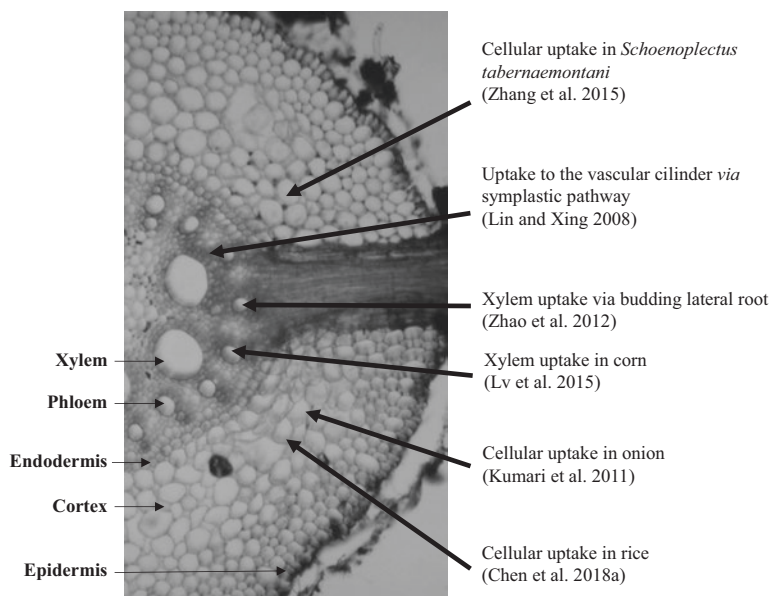 Cellular uptake in Schoenoplectus
tabernaemontani
(Zhang et al. 2015)
Uptake to the vascular cilinder via
symplastic pathway
(Lin and Xing 2008)
Xylem uptake via budding lateral root
(Zhao et al. 2012)
Xylem
Xylem uptake in corn
(Lv et al. 2015)
Phloem
Endodermis
Cellular uptake in onion
(Kumari et al. 2011)
Cortex
Epidermis
Cellular uptake in rice
(Chen et al. 2018a)